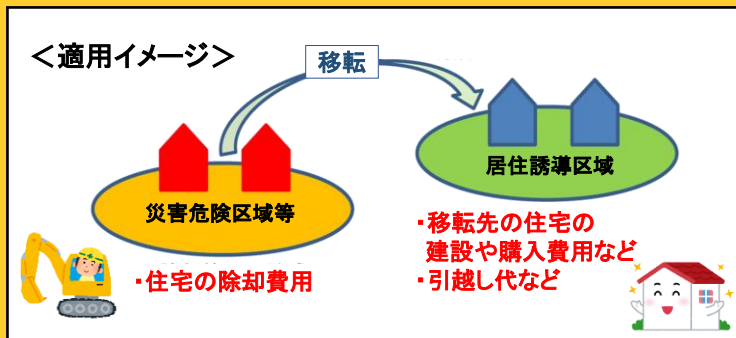 ＜適用イメージ＞
移転
災害危険区域等
居住誘導区域
・住宅の除却費用
・移転先の住宅の
建設や購入費用など
・引越し代など